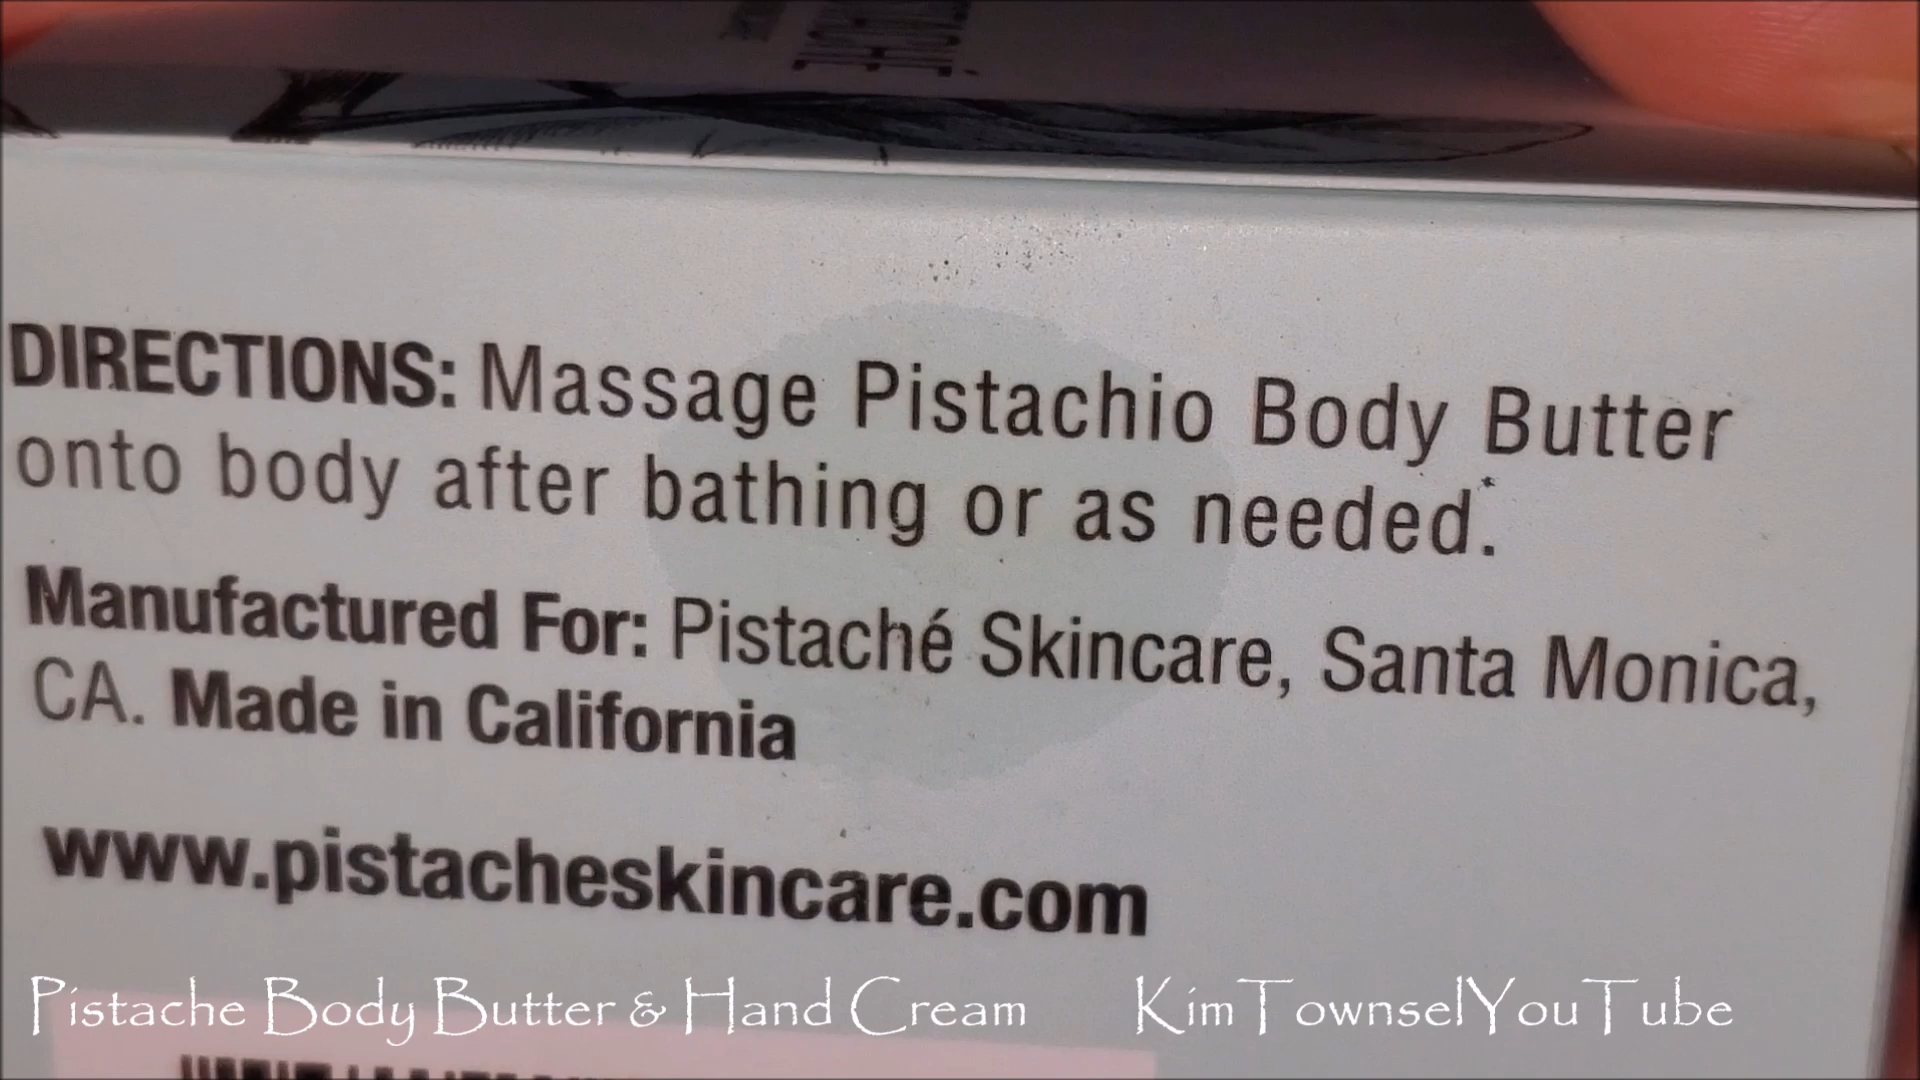 DIRECTIONS: Massage Pistachio Body Butter
onto body after bathing or as needed.
Manufactured For: Pistaché Skincare, Santa Monica,
CA. Made in California
www.pistacheskincare.com
Pistache Body Butter & Hand Cream KimTownselYouTube